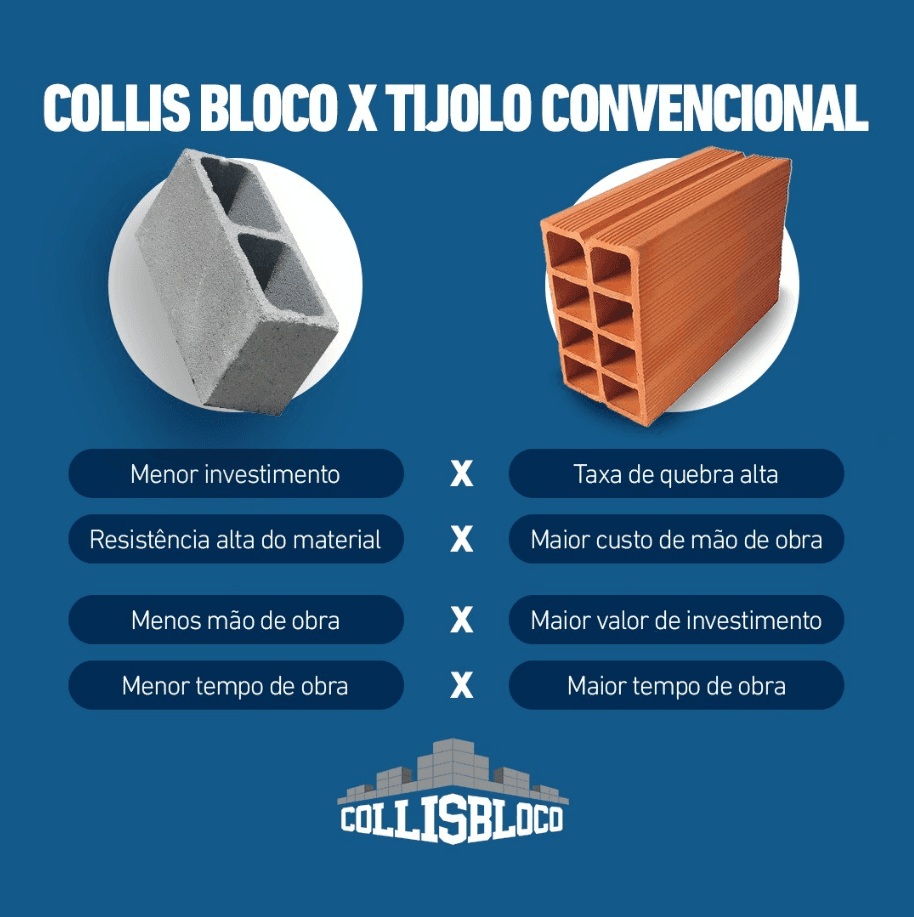 COLLIS BLOCO X TIJOLO CONVENCIONAL
Menor investimento X Taxa de quebra alta
Resistência alta do material X Maior custo de mão de obra
Menos mão de obra X Maior valor de investimento
Menor tempo de obra X Maior tempo de obra
COLLISBLOCO